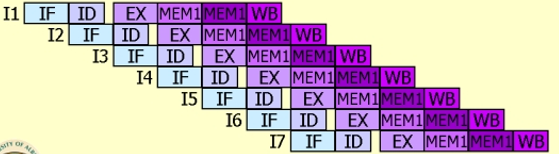 I1 IF ID EX MEM1 MEM1 WB
I2 IF ID EX MEM1 MEM1 WB
I3 IF ID EX MEM1 MEM1 WB
I4 IF ID EX MEM1 MEM1 WB
I5 IF ID EX MEM1 MEM1 WB
I6 IF ID EX MEM1 MEM1 WB
I7 IF ID EX MEM1 MEM1 WB